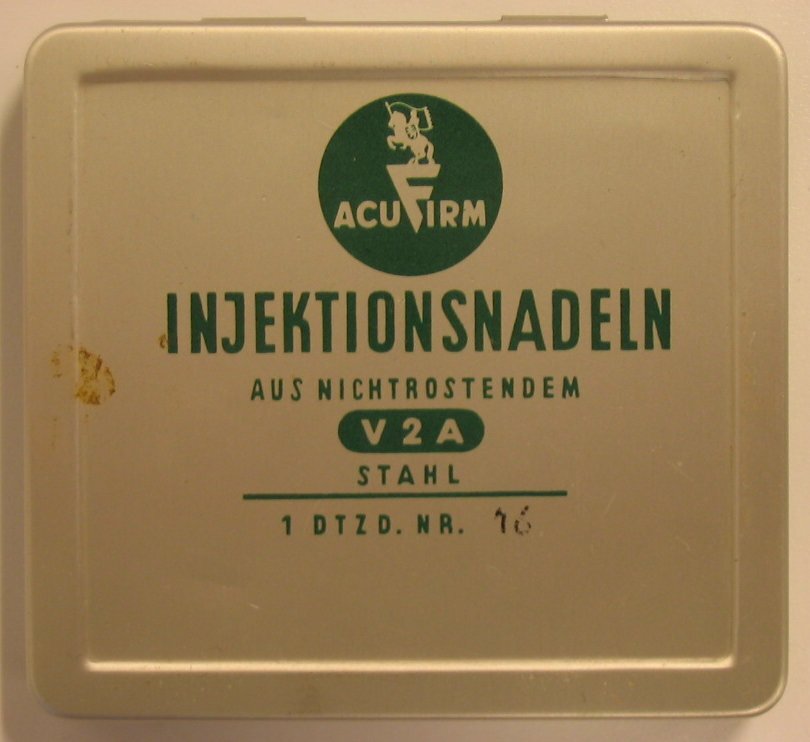 ACUFIRM
INJEKTIONSNADELN
AUS NICHTROSTENDEM
V2A
STAHL
1 DTZD. NR. 16